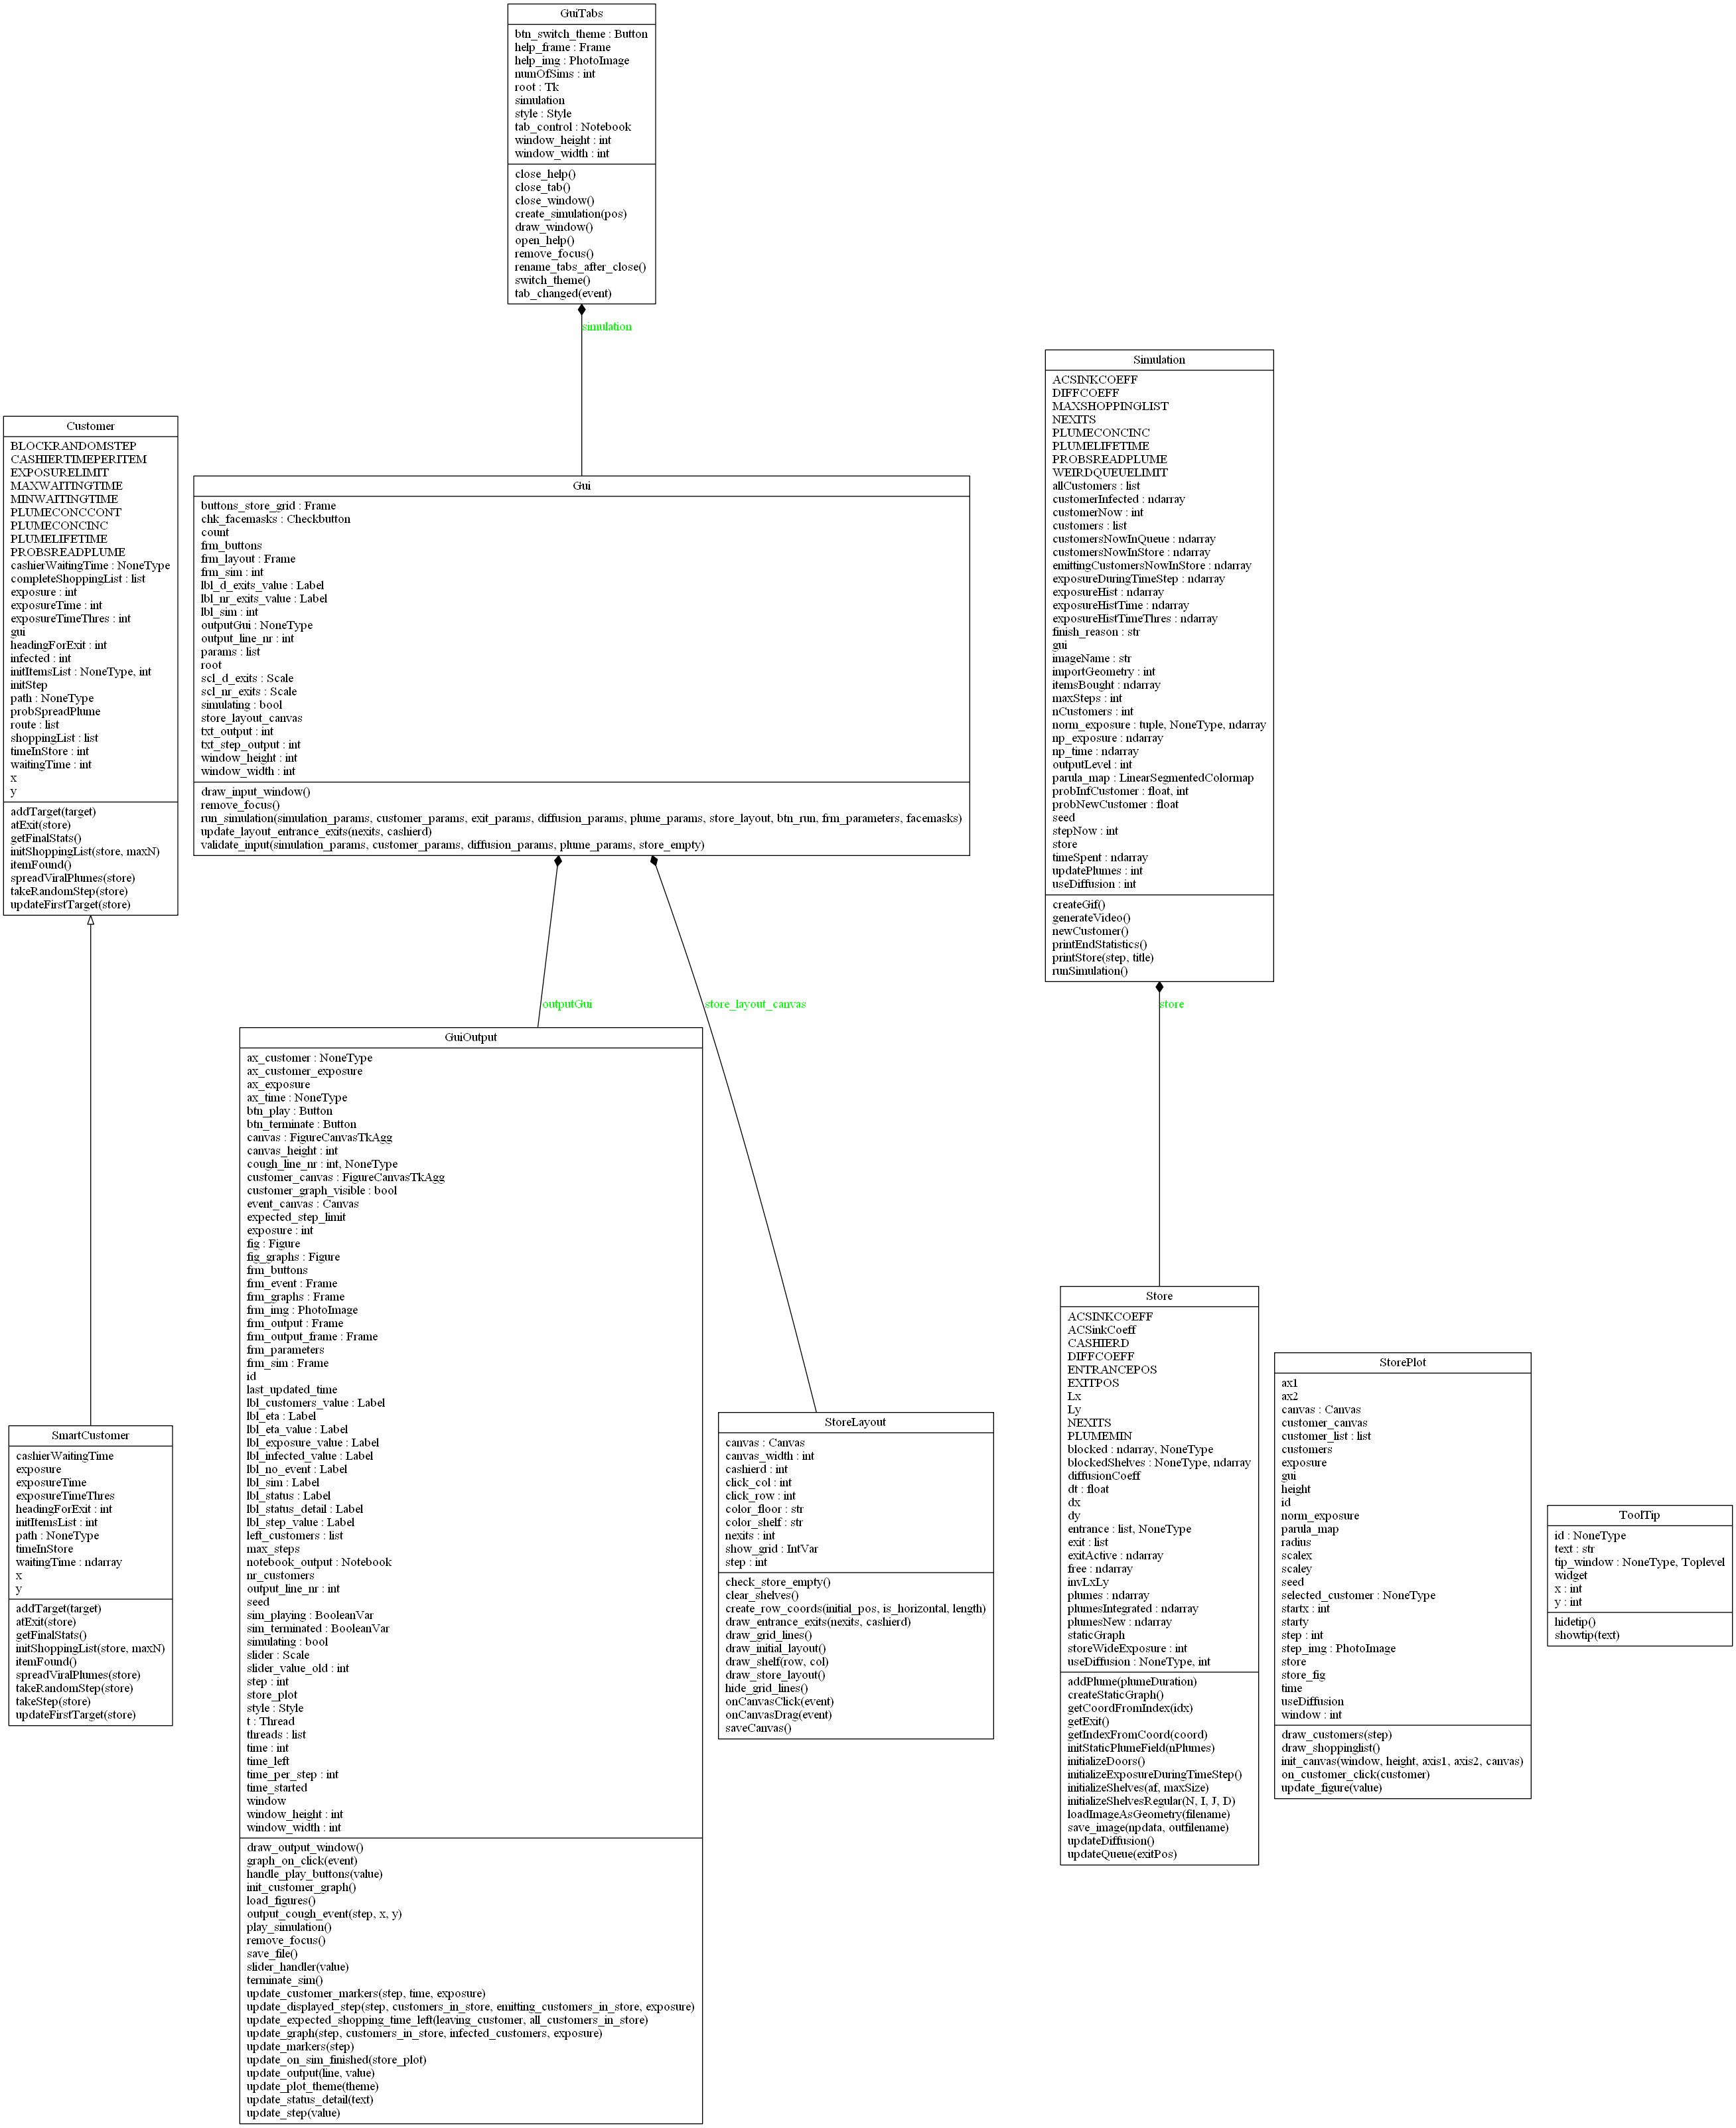 GuiTabs
btn_switch_theme : Button
help_frame : Frame
help_img : PhotoImage
numOfSims : int
root : Tk
simulation
style : Style
tab_control : Notebook
window_height : int
window_width : int
close_help()
close_tab()
close_window()
create_simulation(pos)
draw_window()
open_help()
remove_focus()
rename_tabs_after_close()
switch_theme()
tab_changed(event)
simulation
Customer
BLOCKRANDOMSTEP
CASHIERTIMEPERITEM
EXPOSURELIMIT
MAXWAITINGTIME
MINWAITINGTIME
PLUMECONCCONT
PLUMECONCINC
PLUMELIFETIME
PROBSREADPLUME
cashierWaitingTime : NoneType
completeShoppingList : list
exposure : int
exposureTime : int
exposureTimeThres : int
gui
headingForExit : int
infected : int
initItemsList : NoneType, int
initStep
path : NoneType
probSpreadPlume
route : list
shoppingList : list
timeInStore : int
waitingTime : int
x
y
addTarget(target)
atExit(store)
getFinalStats()
initShoppingList(store, maxN)
itemFound()
spreadViralPlumes(store)
takeRandomStep(store)
updateFirstTarget(store)
Gui
buttons_store_grid : Frame
chk_facemasks : Checkbutton
count
frm_buttons
frm_layout : Frame
frm_sim : int
lbl_d_exits_value : Label
lbl_nr_exits_value : Label
lbl_sim : int
outputGui : NoneType
output_line_nr : int
params : list
root
scl_d_exits : Scale
scl_nr_exits : Scale
simulating : bool
store_layout_canvas
txt_output : int
txt_step_output : int
window_height : int
window_width : int
draw_input_window()
remove_focus()
run_simulation(simulation_params, customer_params, exit_params, diffusion_params, plume_params, store_layout, btn_run, frm_parameters, facemasks)
update_layout_entrance_exits(nexits, cashierd)
validate_input(simulation_params, customer_params, diffusion_params, plume_params, store_empty)
Simulation
ACSINKCOEFF
DIFFCOEFF
MAXSHOPPINGLIST
NEXITS
PLUMECONCINC
PLUMELIFETIME
PROBSREADPLUME
WEIRDQUEUELIMIT
allCustomers : list
customerInfected : ndarray
customerNow : int
customers : list
customersNowInQueue : ndarray
customersNowInStore : ndarray
emittingCustomersNowInStore : ndarray
exposureDuringTimeStep : ndarray
exposureHist : ndarray
exposureHistTime : ndarray
exposureHistTimeThres : ndarray
finish_reason : str
gui
imageName : str
importGeometry : int
itemsBought : ndarray
maxSteps : int
nCustomers : int
norm_exposure : tuple, NoneType, ndarray
np_exposure : ndarray
np_time : ndarray
outputLevel : int
parula_map : LinearSegmentedColormap
probInfCustomer : float, int
probNewCustomer : float
seed
stepNow : int
store
timeSpent : ndarray
updatePlumes : int
useDiffusion : int
createGif()
generateVideo()
newCustomer()
printEndStatistics()
printStore(step, title)
runSimulation()
outputGui
store_layout_canvas
store
SmartCustomer
cashierWaitingTime
exposure
exposureTime
exposureTimeThres
headingForExit : int
initItemsList : int
path : NoneType
timeInStore
waitingTime : ndarray
x
y
addTarget(target)
atExit(store)
getFinalStats()
initShoppingList(store, maxN)
itemFound()
spreadViralPlumes(store)
takeRandomStep(store)
takeStep(store)
updateFirstTarget(store)
GuiOutput
ax_customer : NoneType
ax_customer_exposure
ax_exposure
ax_time : NoneType
btn_play : Button
btn_terminate : Button
canvas : FigureCanvasTkAgg
canvas_height : int
cough_line_nr : int, NoneType
customer_canvas : FigureCanvasTkAgg
customer_graph_visible : bool
event_canvas : Canvas
expected_step_limit
exposure : int
fig : Figure
fig_graphs : Figure
frm_buttons
frm_event : Frame
frm_graphs : Frame
frm_img : PhotoImage
frm_output : Frame
frm_output_frame : Frame
frm_parameters
frm_sim : Frame
id
last_updated_time
lbl_customers_value : Label
lbl_eta : Label
lbl_eta_value : Label
lbl_exposure_value : Label
lbl_infected_value : Label
lbl_no_event : Label
lbl_sim : Label
lbl_status : Label
lbl_status_detail : Label
lbl_step_value : Label
left_customers : list
max_steps
notebook_output : Notebook
nr_customers
output_line_nr : int
seed
sim_playing : BooleanVar
sim_terminated : BooleanVar
simulating : bool
slider : Scale
slider_value_old : int
step : int
store_plot
style : Style
t : Thread
threads : list
time : int
time_left
time_per_step : int
time_started
window
window_height : int
window_width : int
draw_output_window()
graph_on_click(event)
handle_play_buttons(value)
init_customer_graph()
load_figures()
output_cough_event(step, x, y)
play_simulation()
remove_focus()
save_file()
slider_handler(value)
terminate_sim()
update_customer_markers(step, time, exposure)
update_displayed_step(step, customers_in_store, emitting_customers_in_store, exposure)
update_expected_shopping_time_left(leaving_customer, all_customers_in_store)
update_graph(step, customers_in_store, infected_customers, exposure)
update_markers(step)
update_on_sim_finished(store_plot)
update_output(line, value)
update_plot_theme(theme)
update_status_detail(text)
update_step(value)
StoreLayout
canvas : Canvas
canvas_width : int
cashierd : int
click_col : int
click_row : int
color_floor : str
color_shelf : str
nexits : int
show_grid : IntVar
step : int
check_store_empty()
clear_shelves()
create_row_coords(initial_pos, is_horizontal, length)
draw_entrance_exits(nexits, cashierd)
draw_grid_lines()
draw_initial_layout()
draw_shelf(row, col)
draw_store_layout()
hide_grid_lines()
onCanvasClick(event)
onCanvasDrag(event)
saveCanvas()
Store
ACSINKCOEFF
ACSinkCoeff
CASHIERD
DIFFCOEFF
ENTRANCEPOS
EXITPOS
Lx
Ly
NEXITS
PLUMEMIN
blocked : ndarray, NoneType
blockedShelves : NoneType, ndarray
diffusionCoeff
dt : float
dx
dy
entrance : list, NoneType
exit : list
exitActive : ndarray
free : ndarray
invLxLy
plumes : ndarray
plumesIntegrated : ndarray
plumesNew : ndarray
staticGraph
storeWideExposure : int
useDiffusion : NoneType, int
addPlume(plumeDuration)
createStaticGraph()
getCoordFromIndex(idx)
getExit()
getIndexFromCoord(coord)
initStaticPlumeField(nPlumes)
initializeDoors()
initializeExposureDuringTimeStep()
initializeShelves(af, maxSize)
initializeShelvesRegular(N, I, J, D)
loadImageAsGeometry(filename)
save_image(npdata, outfilename)
updateDiffusion()
updateQueue(exitPos)
StorePlot
ax1
ax2
canvas : Canvas
customer_canvas
customer_list : list
customers
exposure
gui
height
id
norm_exposure
parula_map
radius
scalex
scaley
seed
selected_customer : NoneType
startx : int
starty
step : int
step_img : PhotoImage
store
store_fig
time
useDiffusion
window : int
draw_customers(step)
draw_shoppinglist()
init_canvas(window, height, axis1, axis2, canvas)
on_customer_click(customer)
update_figure(value)
ToolTip
id : NoneType
text : str
tip_window : NoneType, Toplevel
widget
x : int
y : int
hidetip()
showtip(text)